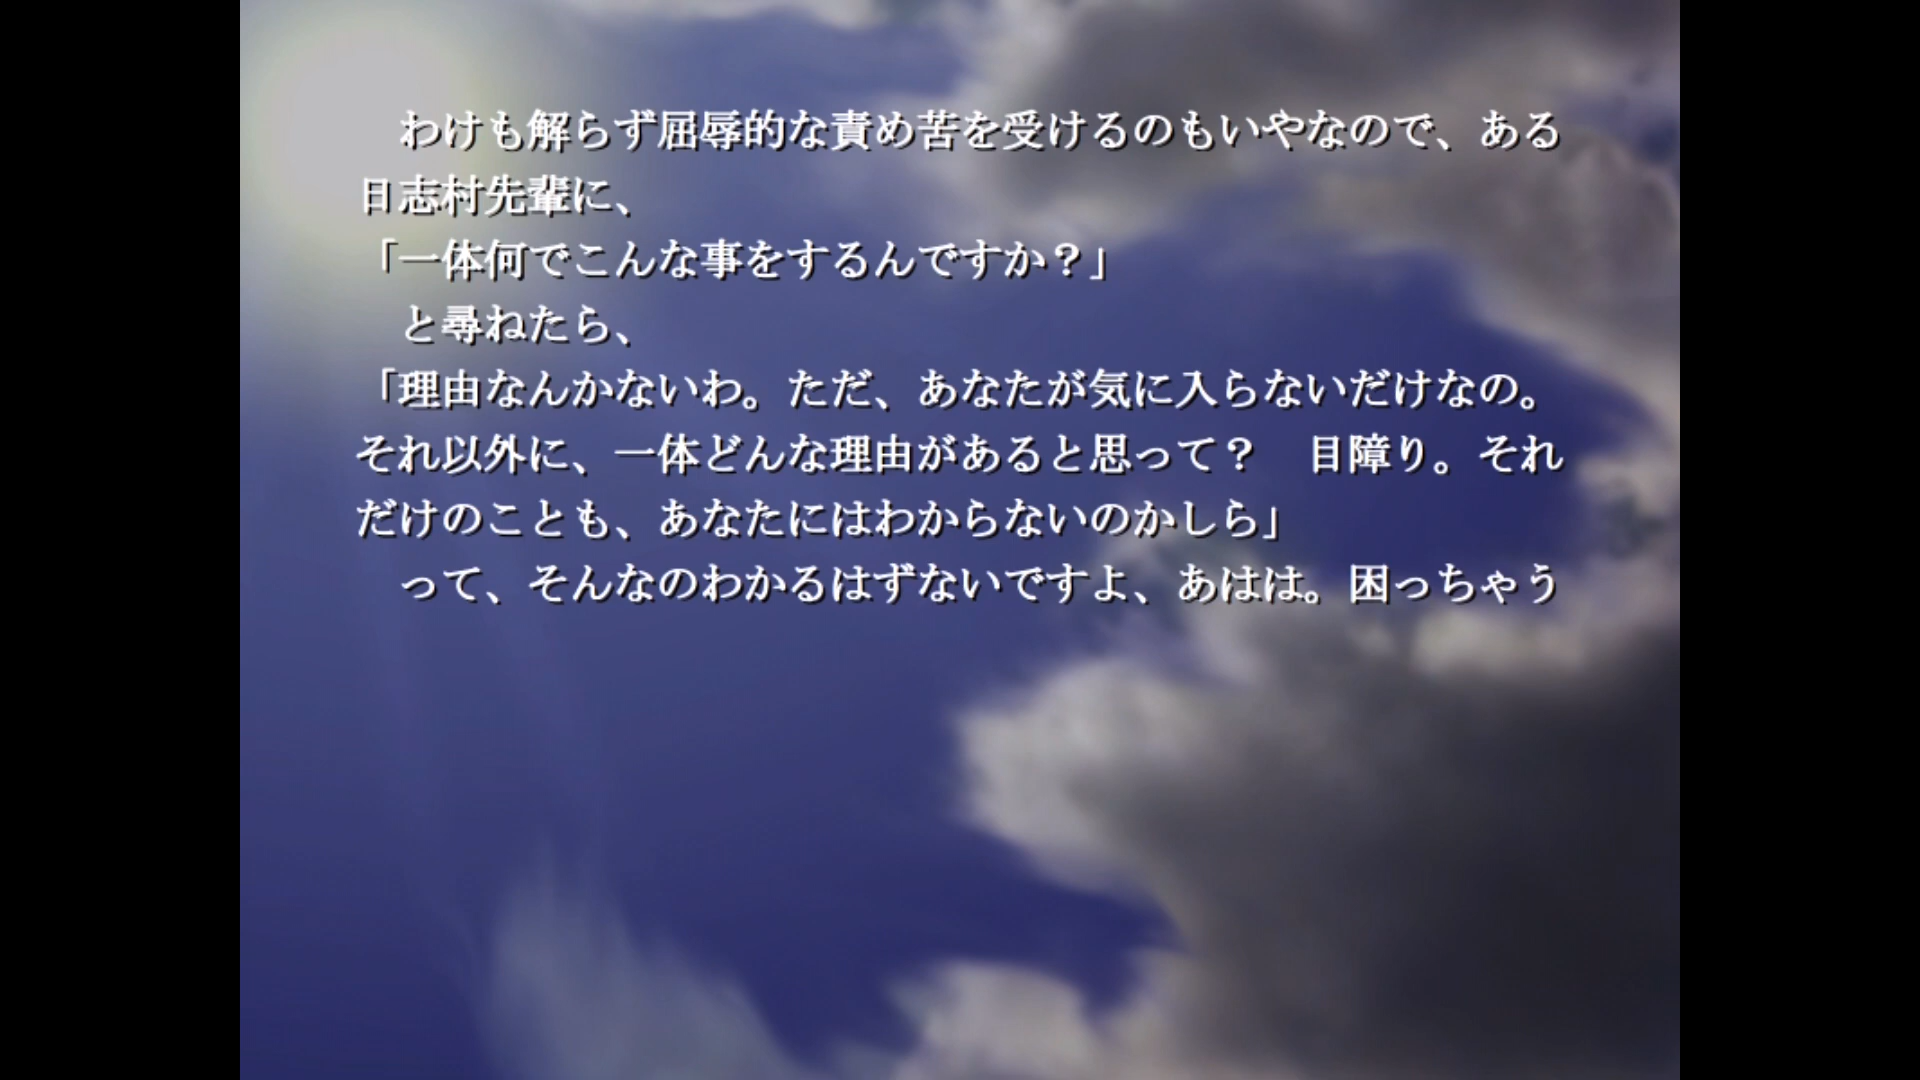 わけも解らず屈辱的な責め苦を受けるのもいやなので、ある
日志村先輩に、
「一体何でこんな事をするんですか？」
　と尋ねたら、
「理由なんかないわ。ただ、あなたが気に入らないだけなの。
それ以外に、一体どんな理由があると思って？　目障り。それ
だけのことも、あなたにはわからないのかしら」
　って、そんなのわかるはずないですよ、あはは。困っちゃう